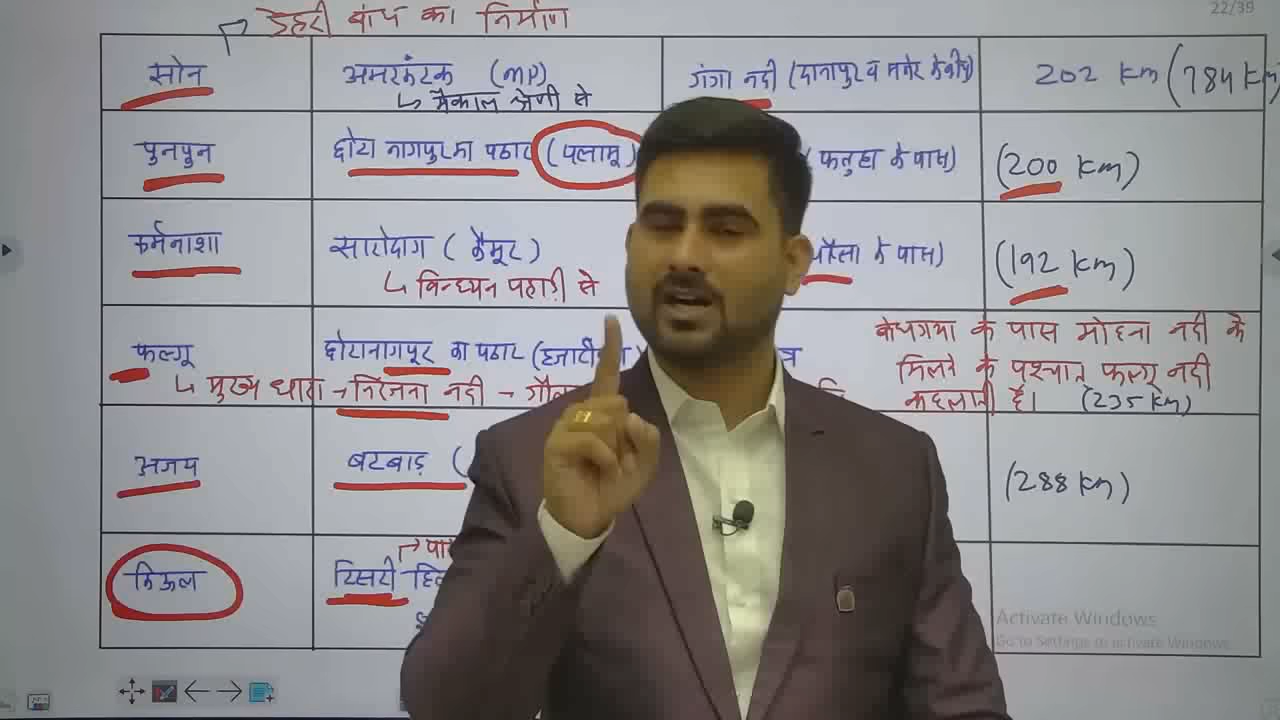 22/39
डेहरी बांध का निर्माण
सोन
अमरकंटक (MP)
↳ मैकाल श्रेणी से
गंगा नदी (दानापुर व मनेर के बीच)
202 km (784 km
पुनपुन
छोटा नागपुर का पठार (पलामू)
(फतुहा के पास)
(200 km)
कर्मनाशा
सारोदाग (कैमूर)
↳ विन्ध्यन पहाड़ी से
चौसा के पास)
(192 km)
फल्गू
छोटानागपुर का पठार
↳ मुख्य धारा → निरंजना नदी -
बोधगया के पास मोहना नदी के
मिलने के पश्चात् फल्गू नदी
कहलाती है। (235 km)
अजय
बटबाड़ (
(288 km)
किऊल
तिसरी
Activate Windows
Go to Settings to activate Windows.